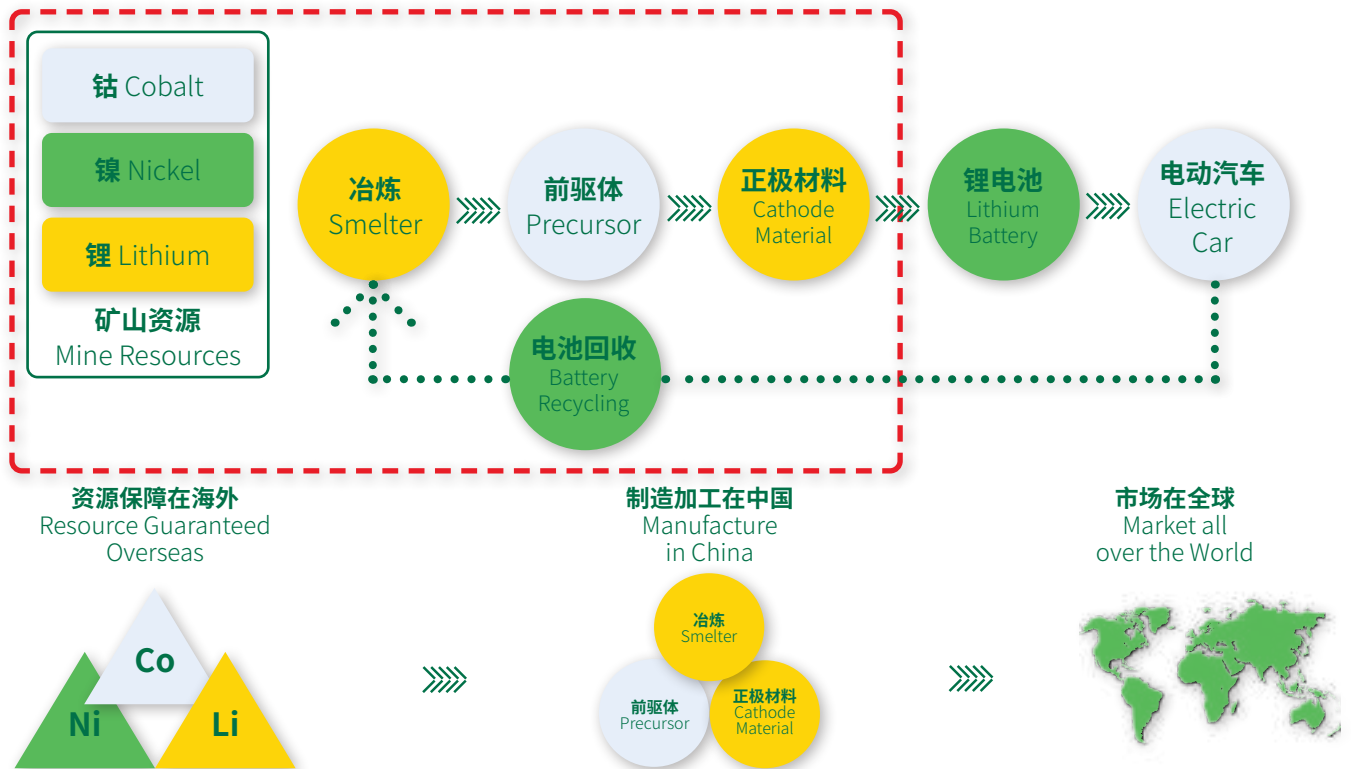 钴 Cobalt
镍 Nickel
锂 Lithium
矿山资源
Mine Resources
冶炼
Smelter
前驱体
Precursor
正极材料
Cathode
Material
锂电池
Lithium
Battery
电动汽车
Electric
Car
电池回收
Battery
Recycling
资源保障在海外
Resource Guaranteed
Overseas
制造加工在中国
Manufacture
in China
市场在全球
Market all
over the World
Co
Ni
Li
冶炼
Smelter
前驱体
Precursor
正极材料
Cathode
Material